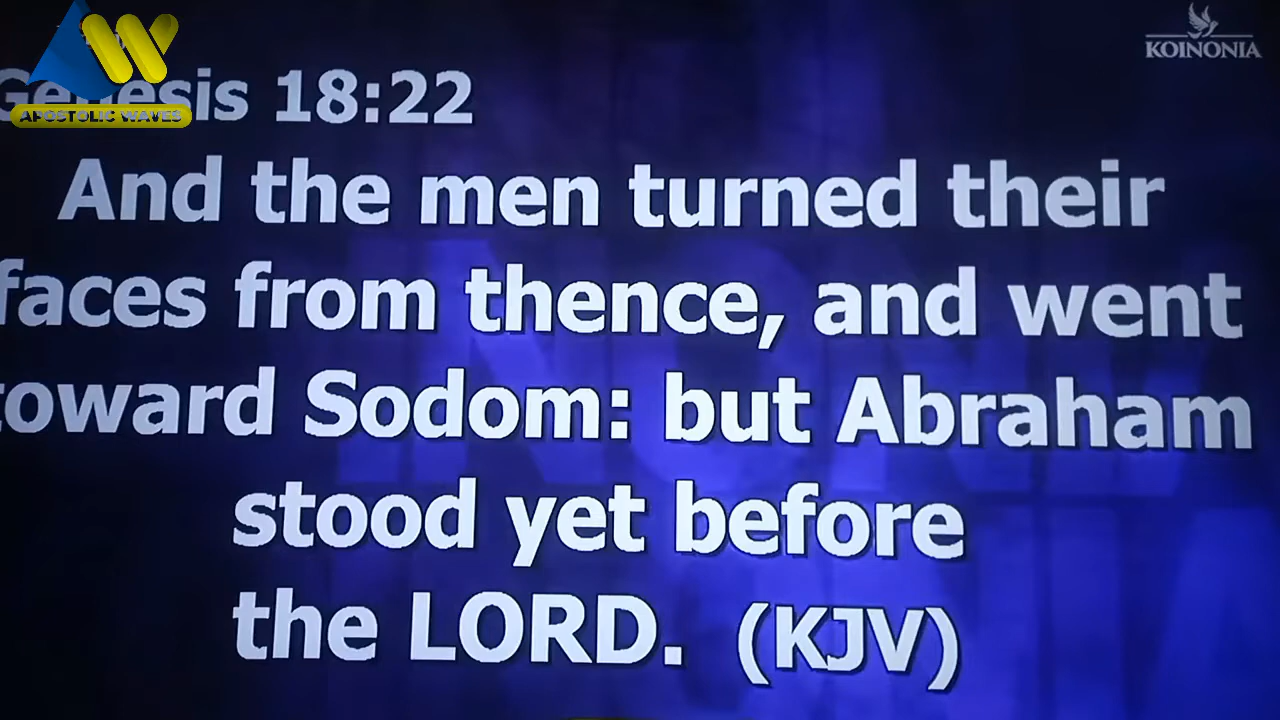 KOINONIA
Genesis 18:22
APOSTOLIC WAVES
And the men turned their
faces from thence, and went
toward Sodom: but Abraham
stood yet before
the LORD. (KJV)